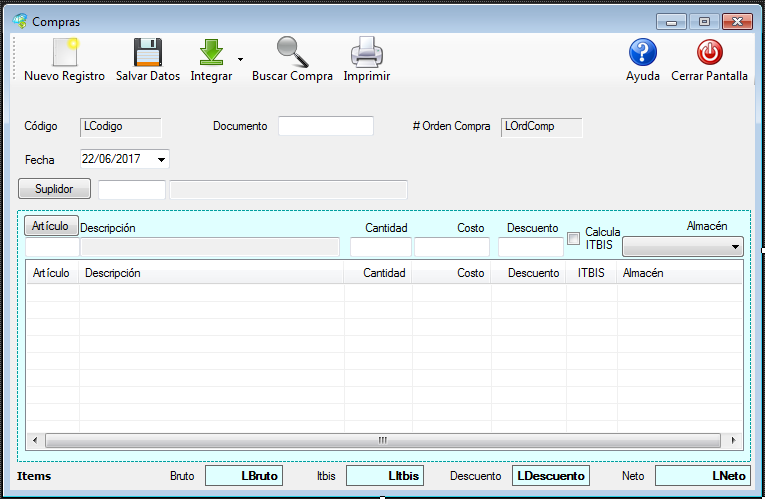 Compras
Nuevo Registro Salvar Datos Integrar Buscar Compra Imprimir Ayuda Cerrar Pantalla
Código LCodigo Documento # Orden Compra LOrdComp
Fecha 22/06/2017
Suplidor
Artículo Descripción Cantidad Costo Descuento Calcula ITBIS Almacén
Artículo Descripción Cantidad Costo Descuento ITBIS Almacén
Items Bruto LBruto Itbis LItbis Descuento LDescuento Neto LNeto